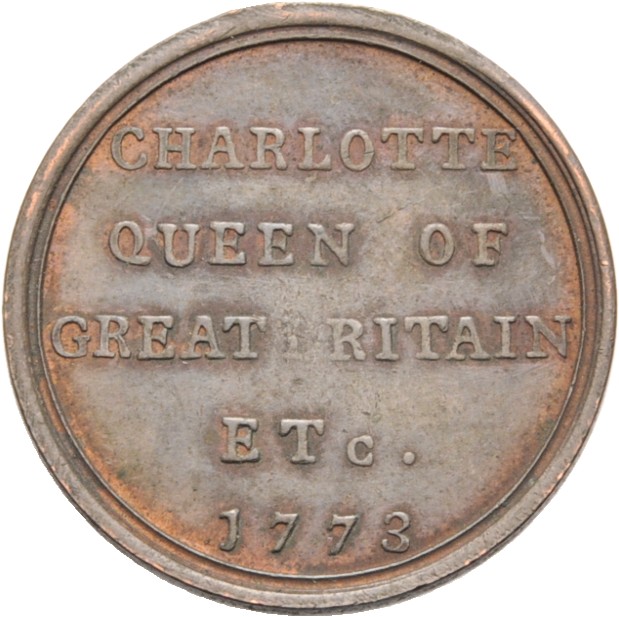 CHARLOTTE
QUEEN OF
GREAT BRITAIN
ETc.
1773